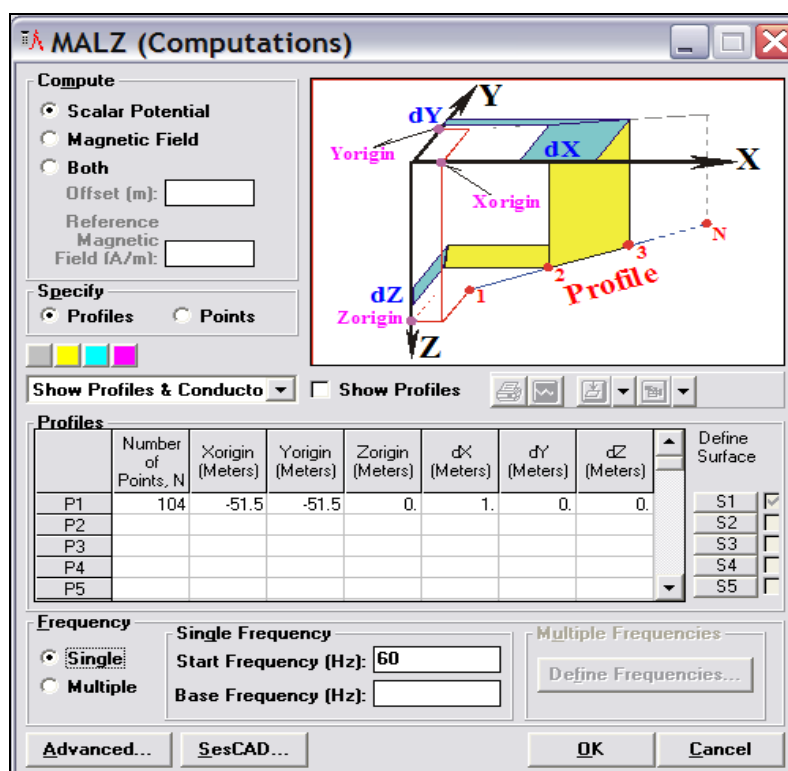 MALZ (Computations)
Compute
Scalar Potential
Magnetic Field
Both
Offset (m):
Reference
Magnetic
Field (A/m):
Specify
Profiles Points
Y
dY
Yorigin
dX
X
Xorigin
N
3
2
Profile
dZ
1
Zorigin
Z
Show Profiles & Conducto Show Profiles
Profiles
Number of Points, N Xorigin (Meters) Yorigin (Meters) Zorigin (Meters) dX (Meters) dY (Meters) dZ (Meters) Define Surface
P1 104 -51.5 -51.5 0. 1. 0. 0. S1
P2 S2
P3 S3
P4 S4
P5 S5
Frequency
Single
Multiple
Single Frequency
Start Frequency (Hz): 60
Base Frequency (Hz):
Multiple Frequencies
Define Frequencies...
Advanced... SesCAD... OK Cancel